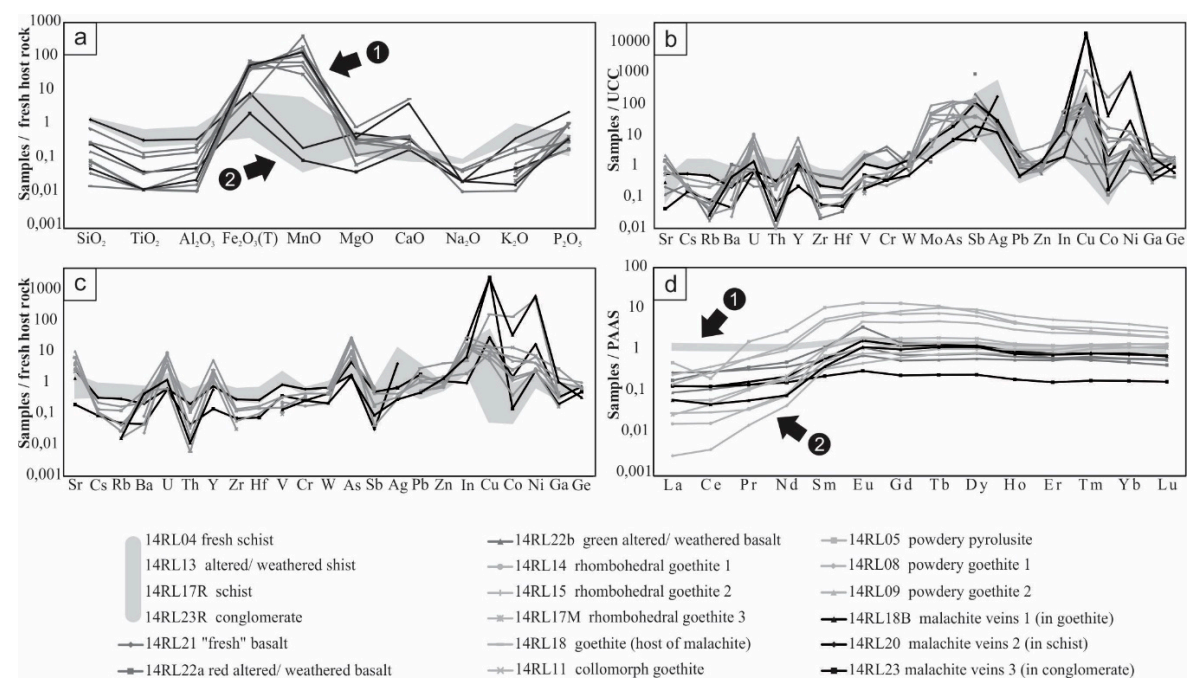 a
b
c
d
1
2
1
2
Samples / fresh host rock
1000
100
10
1
0,1
0,01
0,001
SiO₂ TiO₂ Al₂O₃ Fe₂O₃(T) MnO MgO CaO Na₂O K₂O P₂O₅
Samples / UCC
10000
1000
100
10
1
0,1
0,01
Sr Cs Rb Ba U Th Y Zr Hf V Cr W Mo As Sb Ag Pb Zn In Cu Co Ni Ga Ge
Samples / fresh host rock
1000
100
10
1
0,1
0,01
0,001
Sr Cs Rb Ba U Th Y Zr Hf V Cr W As Sb Ag Pb Zn In Cu Co Ni Ga Ge
Samples / PAAS
100
10
1
0,1
0,01
0,001
La Ce Pr Nd Sm Eu Gd Tb Dy Ho Er Tm Yb Lu
14RL04 fresh schist
14RL13 altered/ weathered shist
14RL17R schist
14RL23R conglomerate
14RL21 "fresh" basalt
14RL22a red altered/ weathered basalt
14RL22b green altered/ weathered basalt
14RL14 rhombohedral goethite 1
14RL15 rhombohedral goethite 2
14RL17M rhombohedral goethite 3
14RL18 goethite (host of malachite)
14RL11 collomorph goethite
14RL05 powdery pyrolusite
14RL08 powdery goethite 1
14RL09 powdery goethite 2
14RL18B malachite veins 1 (in goethite)
14RL20 malachite veins 2 (in schist)
14RL23 malachite veins 3 (in conglomerate)